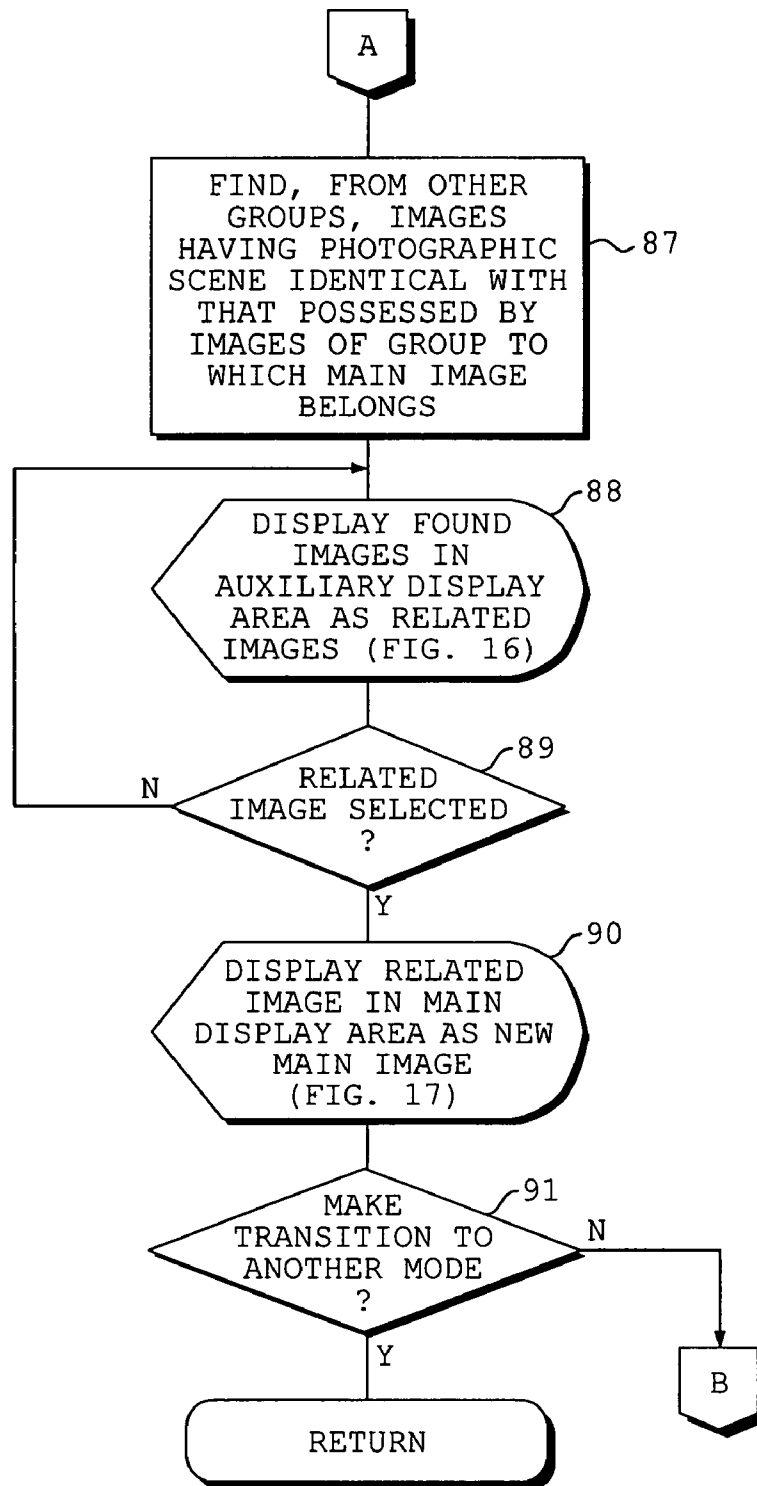 A
FIND, FROM OTHER
GROUPS, IMAGES
HAVING PHOTOGRAPHIC
SCENE IDENTICAL WITH
THAT POSSESSED BY
IMAGES OF GROUP TO
WHICH MAIN IMAGE
BELONGS
87
88
DISPLAY FOUND
IMAGES IN
AUXILIARY DISPLAY
AREA AS RELATED
IMAGES (FIG. 16)
89
RELATED
IMAGE SELECTED
?
N
Y
90
DISPLAY RELATED
IMAGE IN MAIN
DISPLAY AREA AS NEW
MAIN IMAGE
(FIG. 17)
91
MAKE
TRANSITION TO
ANOTHER MODE
?
N
Y
B
RETURN